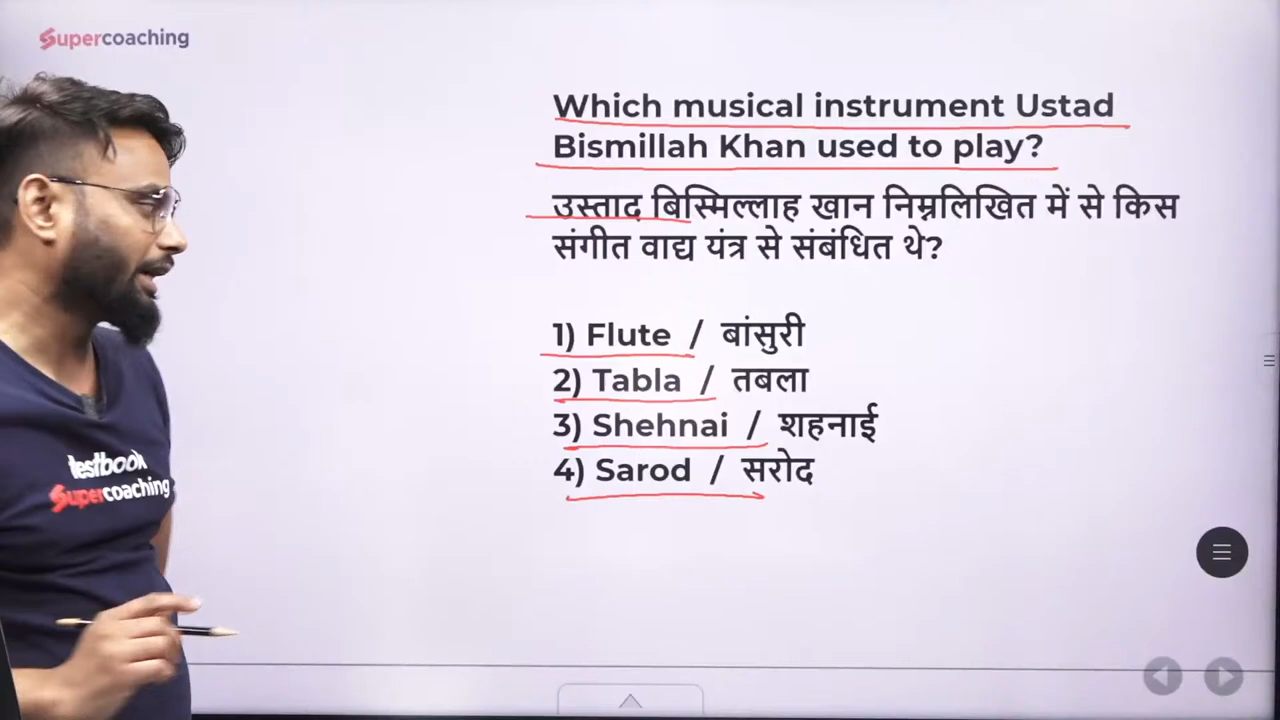 Supercoaching
Which musical instrument Ustad
Bismillah Khan used to play?
उस्ताद बिस्मिल्लाह खान निम्नलिखित में से किस
संगीत वाद्य यंत्र से संबंधित थे?
1) Flute / बांसुरी
2) Tabla / तबला
3) Shehnai / शहनाई
4) Sarod / सरोद
testbook
Supercoaching